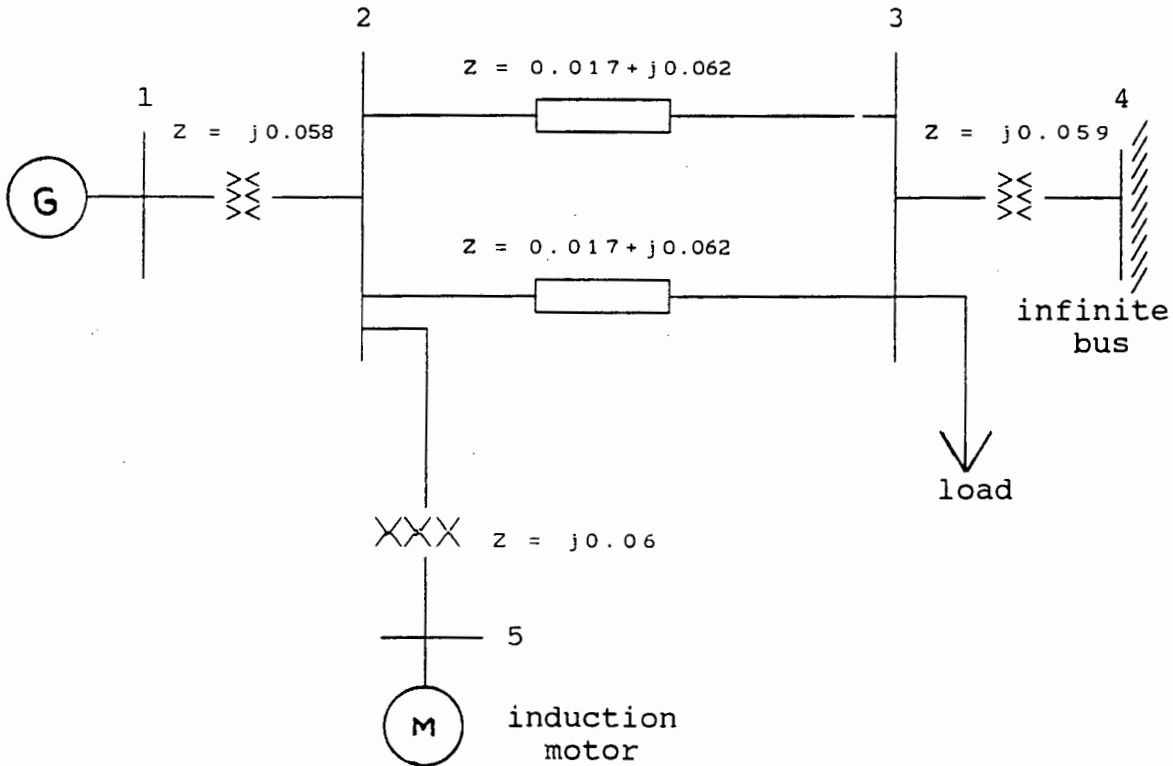 2
3
Z = 0.017+j0.062
1
4
Z = j0.058
Z = j0.059
G
Z = 0.017+j0.062
infinite
bus
load
Z = j0.06
5
M
induction
motor